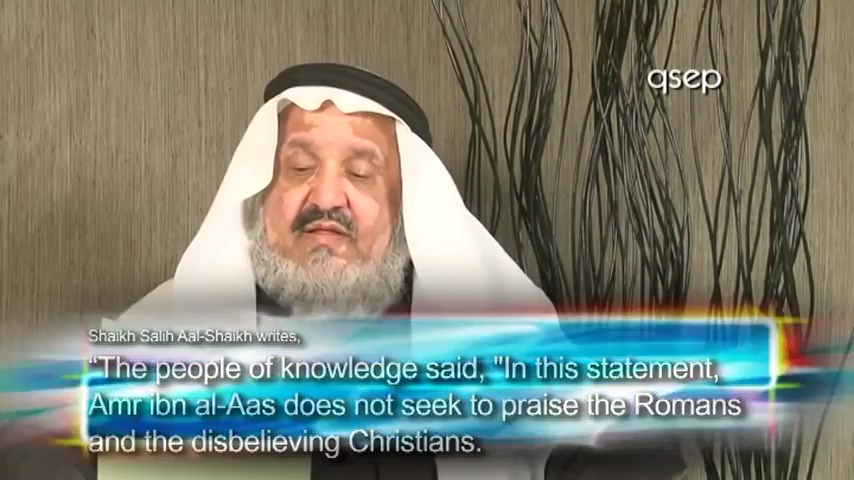 qsep
Shaikh Salih Aal-Shaikh writes,
“The people of knowledge said, "In this statement,
Amr ibn al-Aas does not seek to praise the Romans
and the disbelieving Christians.